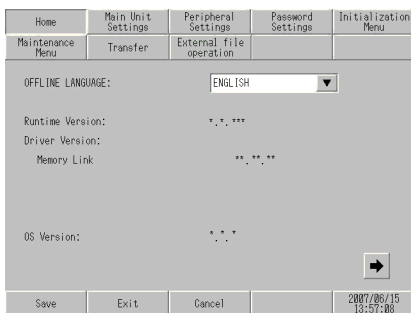 Home
Main Unit Settings
Peripheral Settings
Password Settings
Initialization Menu
Maintenance Menu
Transfer
External file operation
OFFLINE LANGUAGE: ENGLISH
Runtime Version: *.*.***
Driver Version:
Memory Link **.**.**
OS Version: *.*.*
Save
Exit
Cancel
2007/06/15
13:57:08